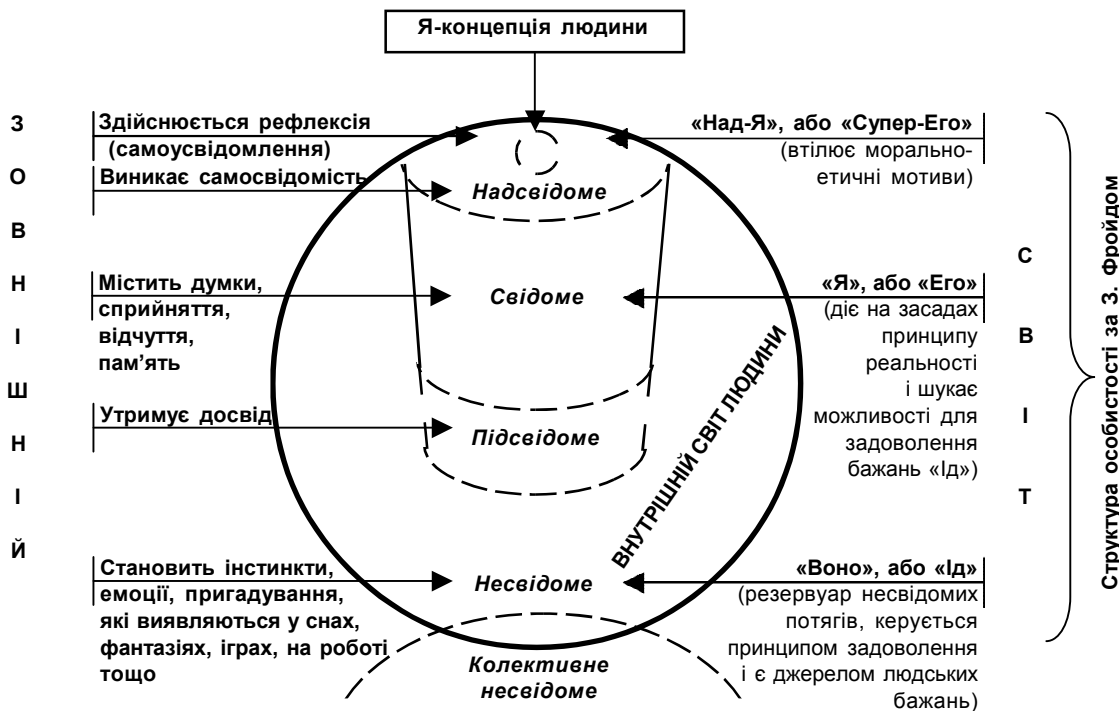 Я-концепція людини
З
О
В
Н
І
Ш
Н
І
Й
Здійснюється рефлексія
(самоусвідомлення)
Виникає самосвідомість
Містить думки,
сприйняття,
відчуття,
пам’ять
Утримує досвід
Становить інстинкти,
емоції, пригадування,
які виявляються у снах,
фантазіях, іграх, на роботі
тощо
Надсвідоме
Свідоме
Підсвідоме
Несвідоме
Колективне
несвідоме
ВНУТРІШНІЙ СВІТ ЛЮДИНИ
«Над-Я», або «Супер-Его»
(втілює морально-
етичні мотиви)
«Я», або «Его»
(діє на засадах
принципу
реальності
і шукає
можливості для
задоволення
бажань «Ід»)
«Воно», або «Ід»
(резервуар несвідомих
потягів, керується
принципом задоволення
і є джерелом людських
бажань)
С
В
І
Т
Структура особистості за З. Фройдом